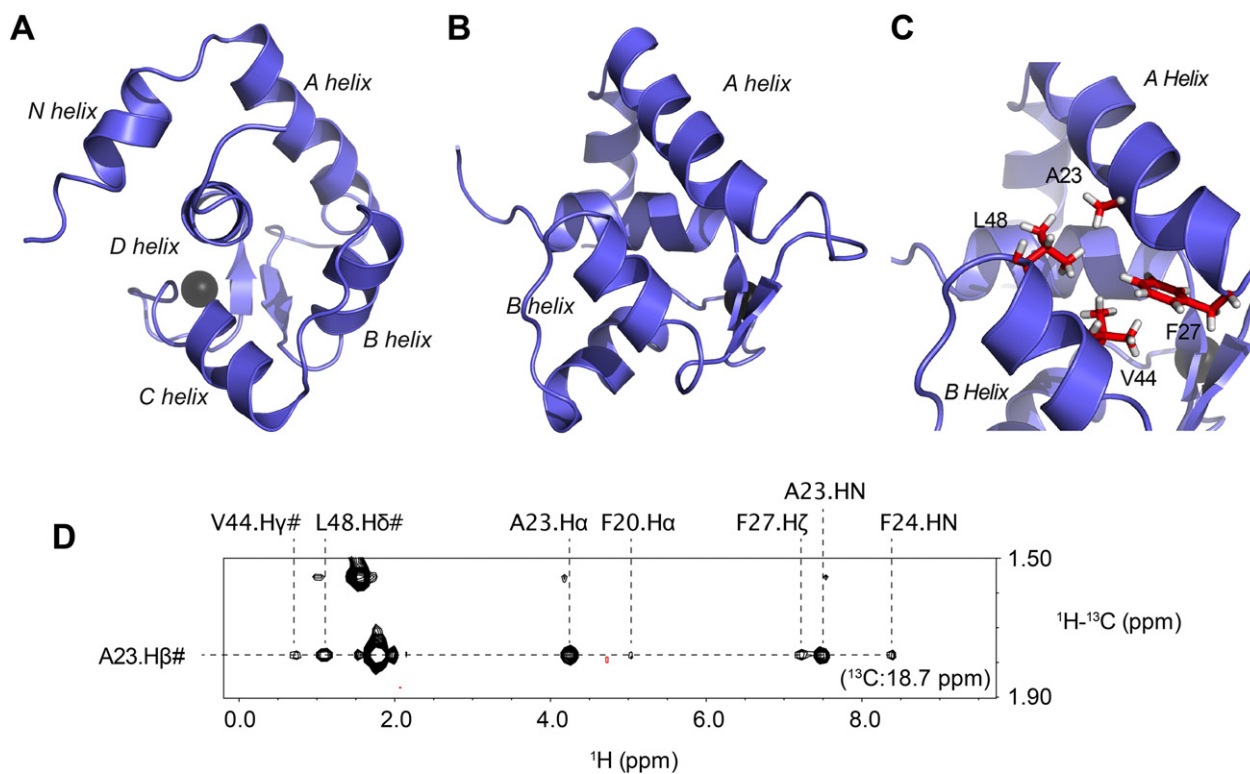 A
N helix
A helix
D helix
C helix
B helix
B
A helix
B helix
C
A Helix
A23
L48
F27
V44
B Helix
D
A23.HN
V44.Hγ# L48.Hδ# A23.Hα F20.Hα F27.Hζ F24.HN
1.50
¹H-¹³C (ppm)
A23.Hβ#
(¹³C:18.7 ppm)
1.90
0.0 2.0 4.0 6.0 8.0
¹H (ppm)